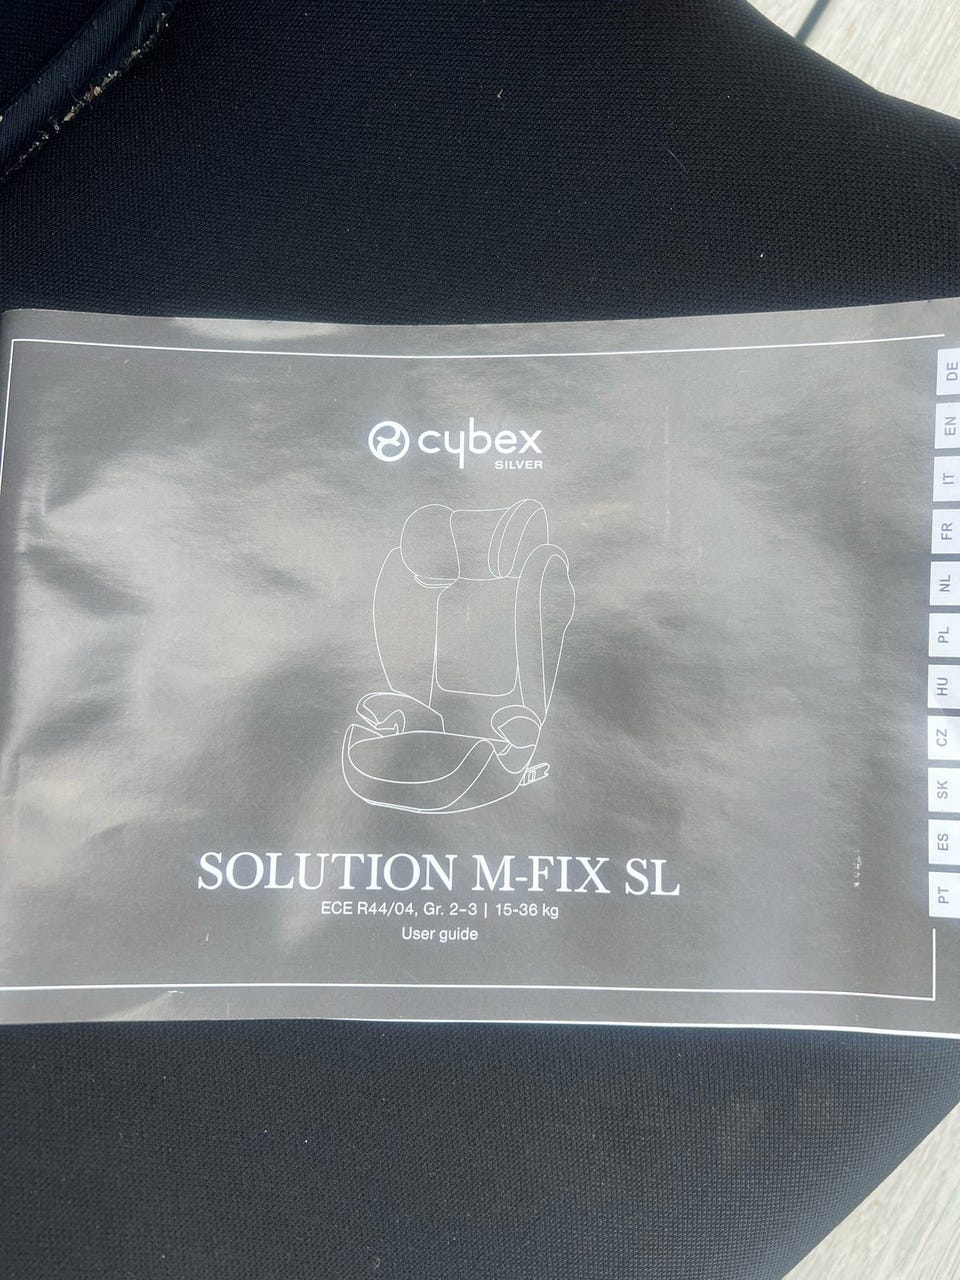 cybex
SILVER
SOLUTION M-FIX SL
ECE R44/04, Gr. 2–3 | 15-36 kg
User guide
DE
EN
IT
FR
NL
PL
HU
CZ
SK
ES
PT